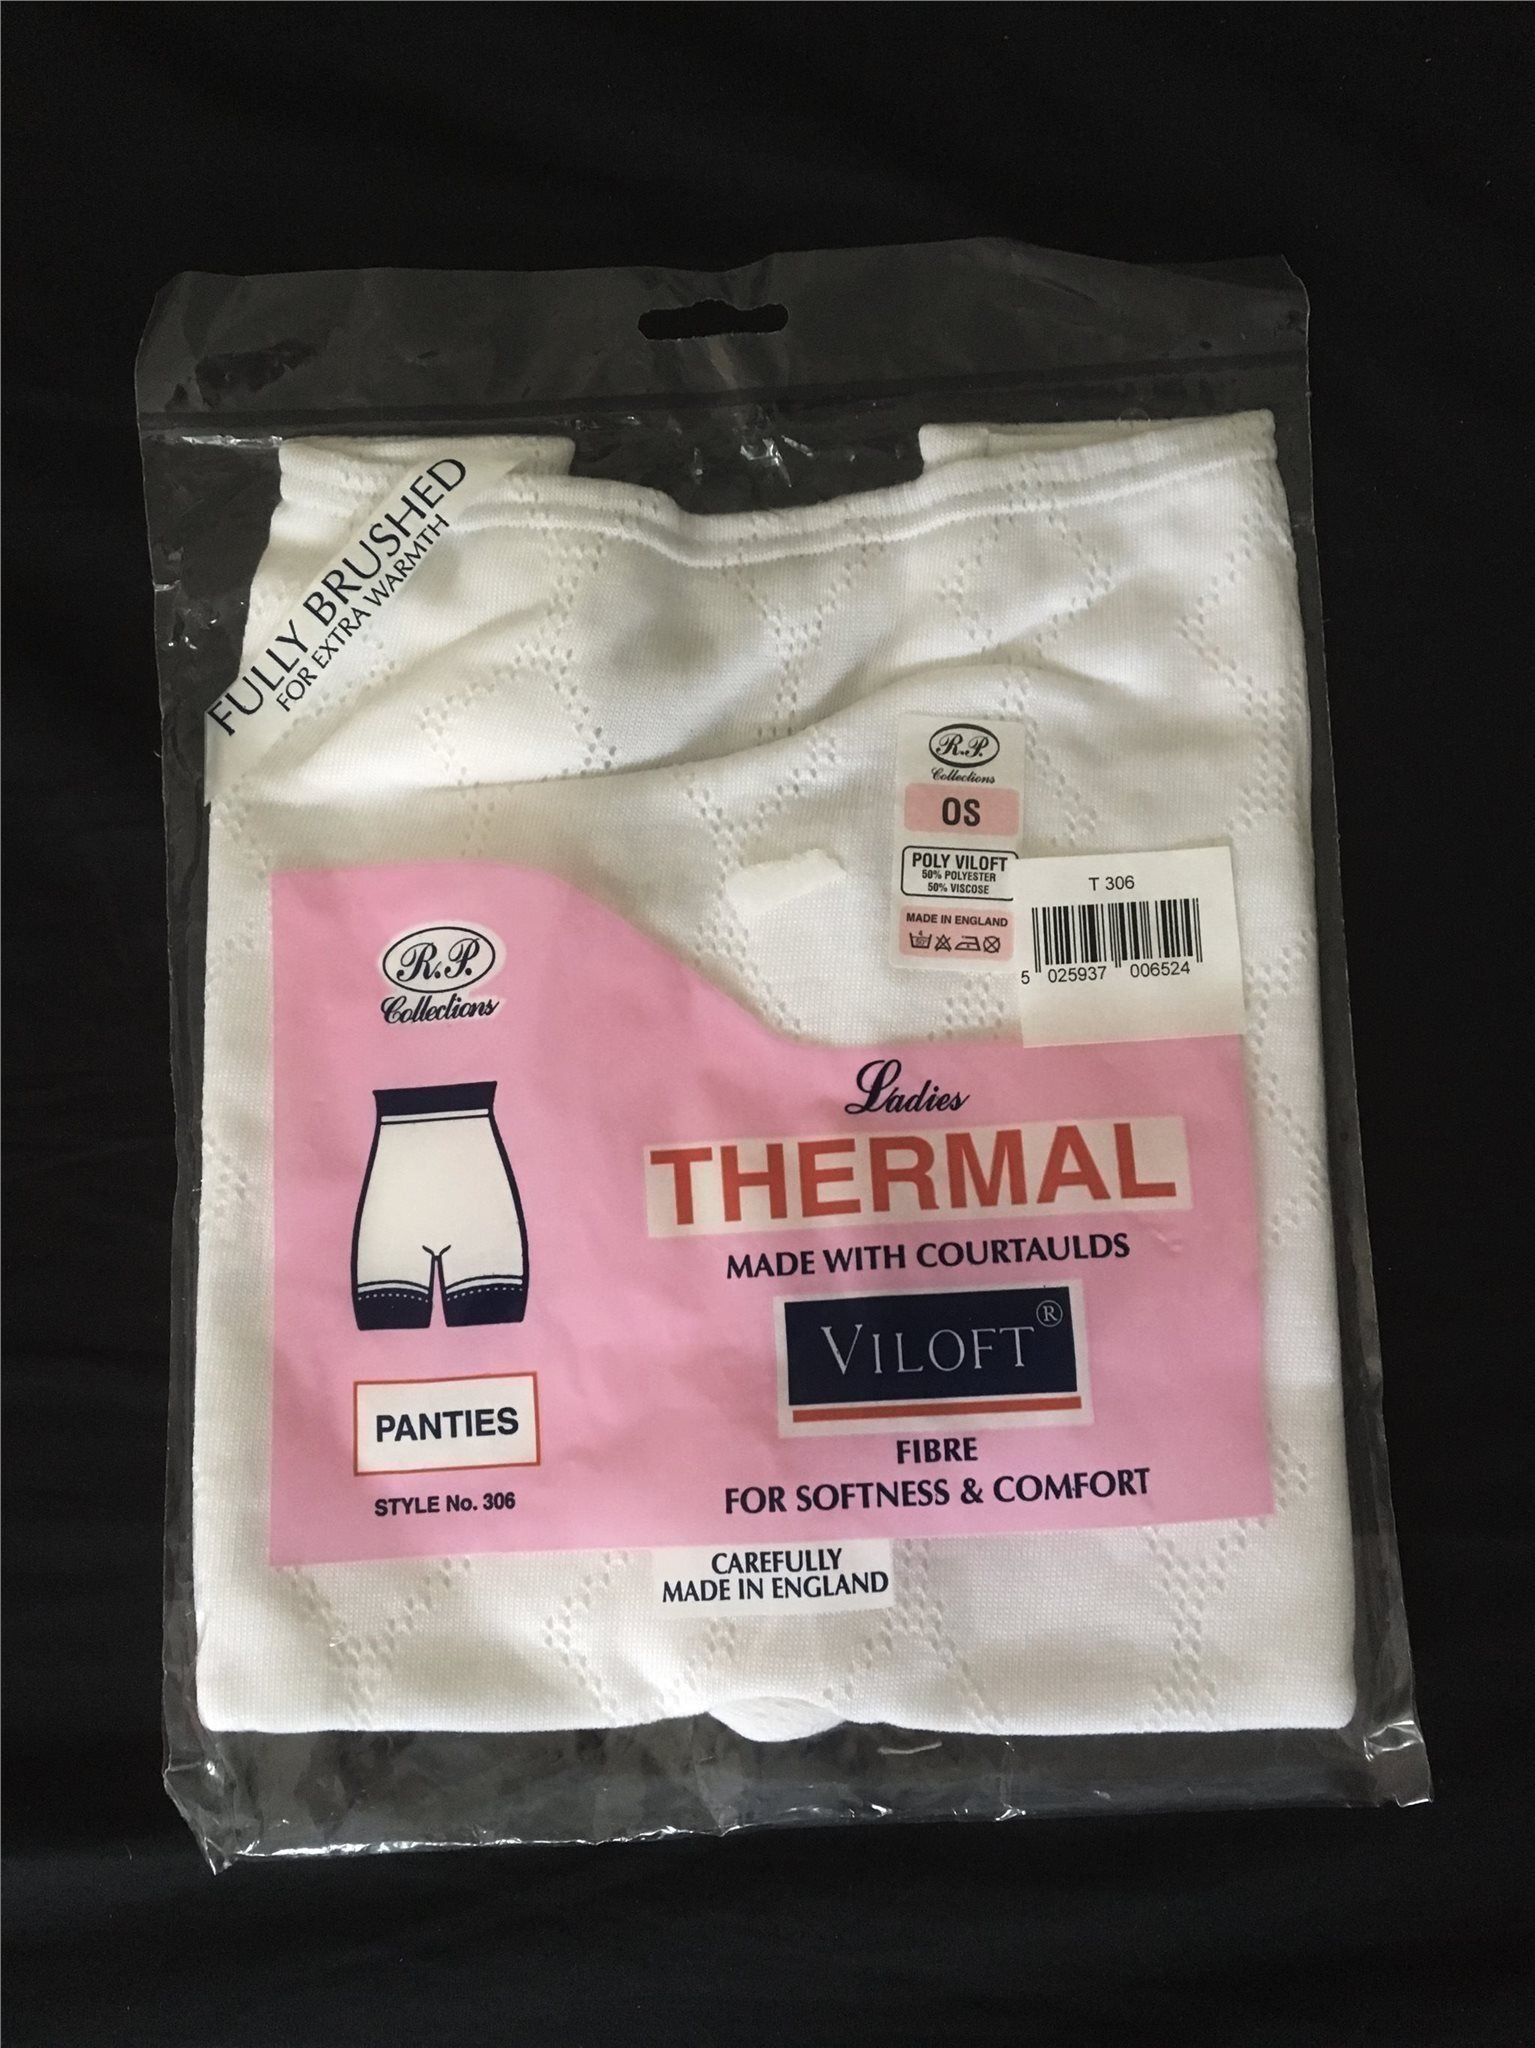 FULLY BRUSHED
FOR EXTRA WARMTH
R.P.
Collections
OS
POLY VILOFT
50% POLYESTER
50% VISCOSE
MADE IN ENGLAND
T 306
5 025937 006524
R.P.
Collections
Ladies
THERMAL
MADE WITH COURTAULDS
VILOFT®
FIBRE
FOR SOFTNESS & COMFORT
PANTIES
STYLE No. 306
CAREFULLY
MADE IN ENGLAND